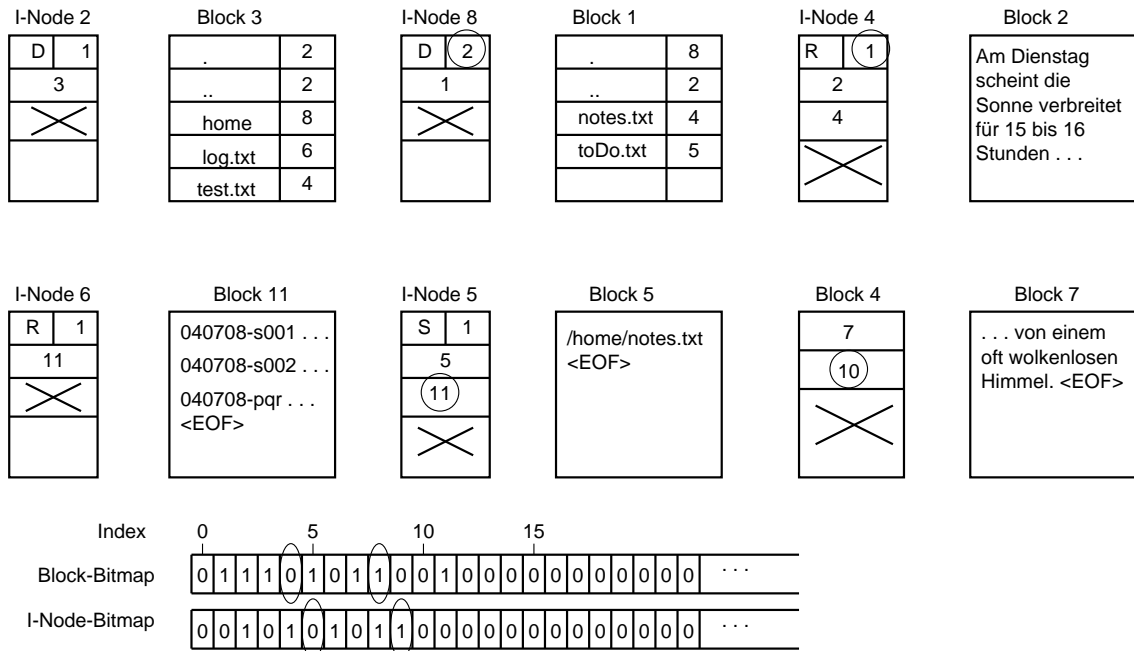 I-Node 2
D 1
3
Block 3
. 2
.. 2
home 8
log.txt 6
test.txt 4
I-Node 8
D 2
1
Block 1
. 8
.. 2
notes.txt 4
toDo.txt 5
I-Node 4
R 1
2
4
Block 2
Am Dienstag
scheint die
Sonne verbreitet
für 15 bis 16
Stunden . . .
I-Node 6
R 1
11
Block 11
040708-s001 . . .
040708-s002 . . .
040708-pqr . . .
<EOF>
I-Node 5
S 1
5
11
Block 5
/home/notes.txt
<EOF>
Block 4
7
10
Block 7
. . . von einem
oft wolkenlosen
Himmel. <EOF>
Index 0 5 10 15
Block-Bitmap 0 1 1 1 0 1 0 1 1 0 0 1 0 0 0 0 0 0 0 0 0 0 0 . . .
I-Node-Bitmap 0 0 1 0 1 0 1 0 1 1 0 0 0 0 0 0 0 0 0 0 0 0 0 . . .